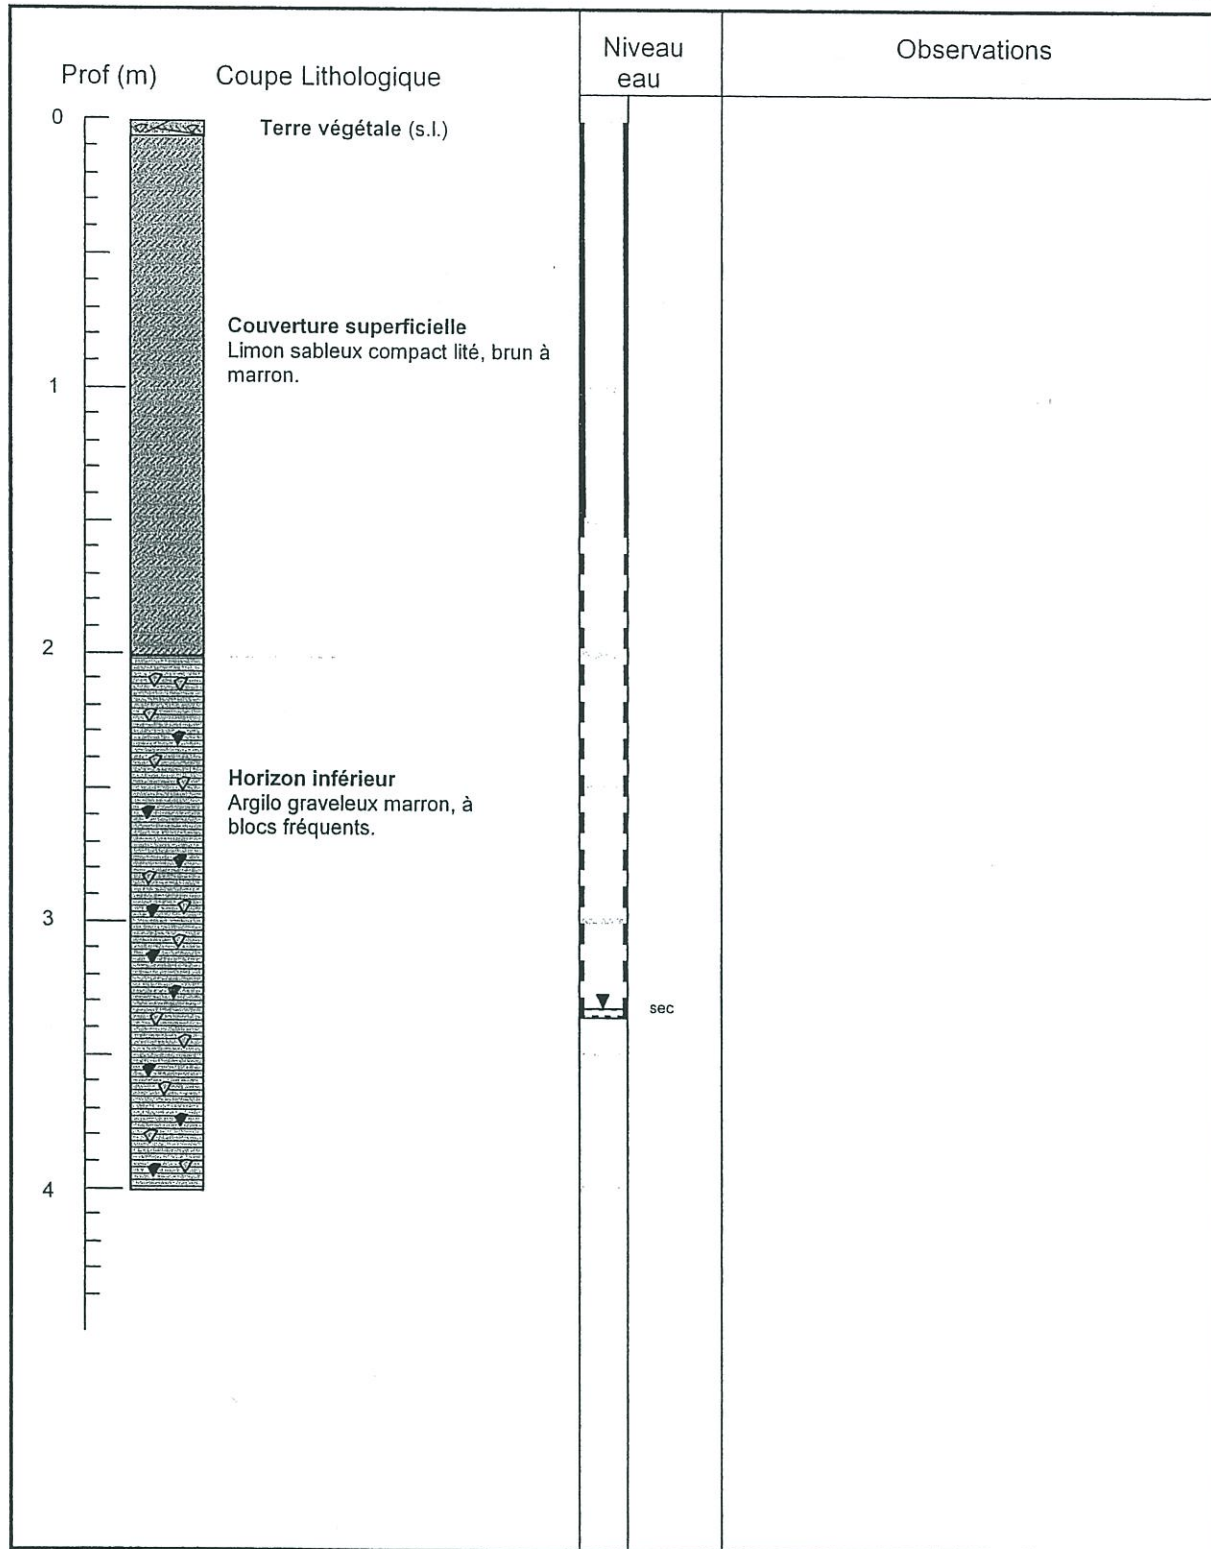 Prof (m)
Coupe Lithologique
Niveau
eau
Observations
0
Terre végétale (s.l.)
Couverture superficielle
Limon sableux compact lité, brun à
marron.
1
2
Horizon inférieur
Argilo graveleux marron, à
blocs fréquents.
3
sec
4